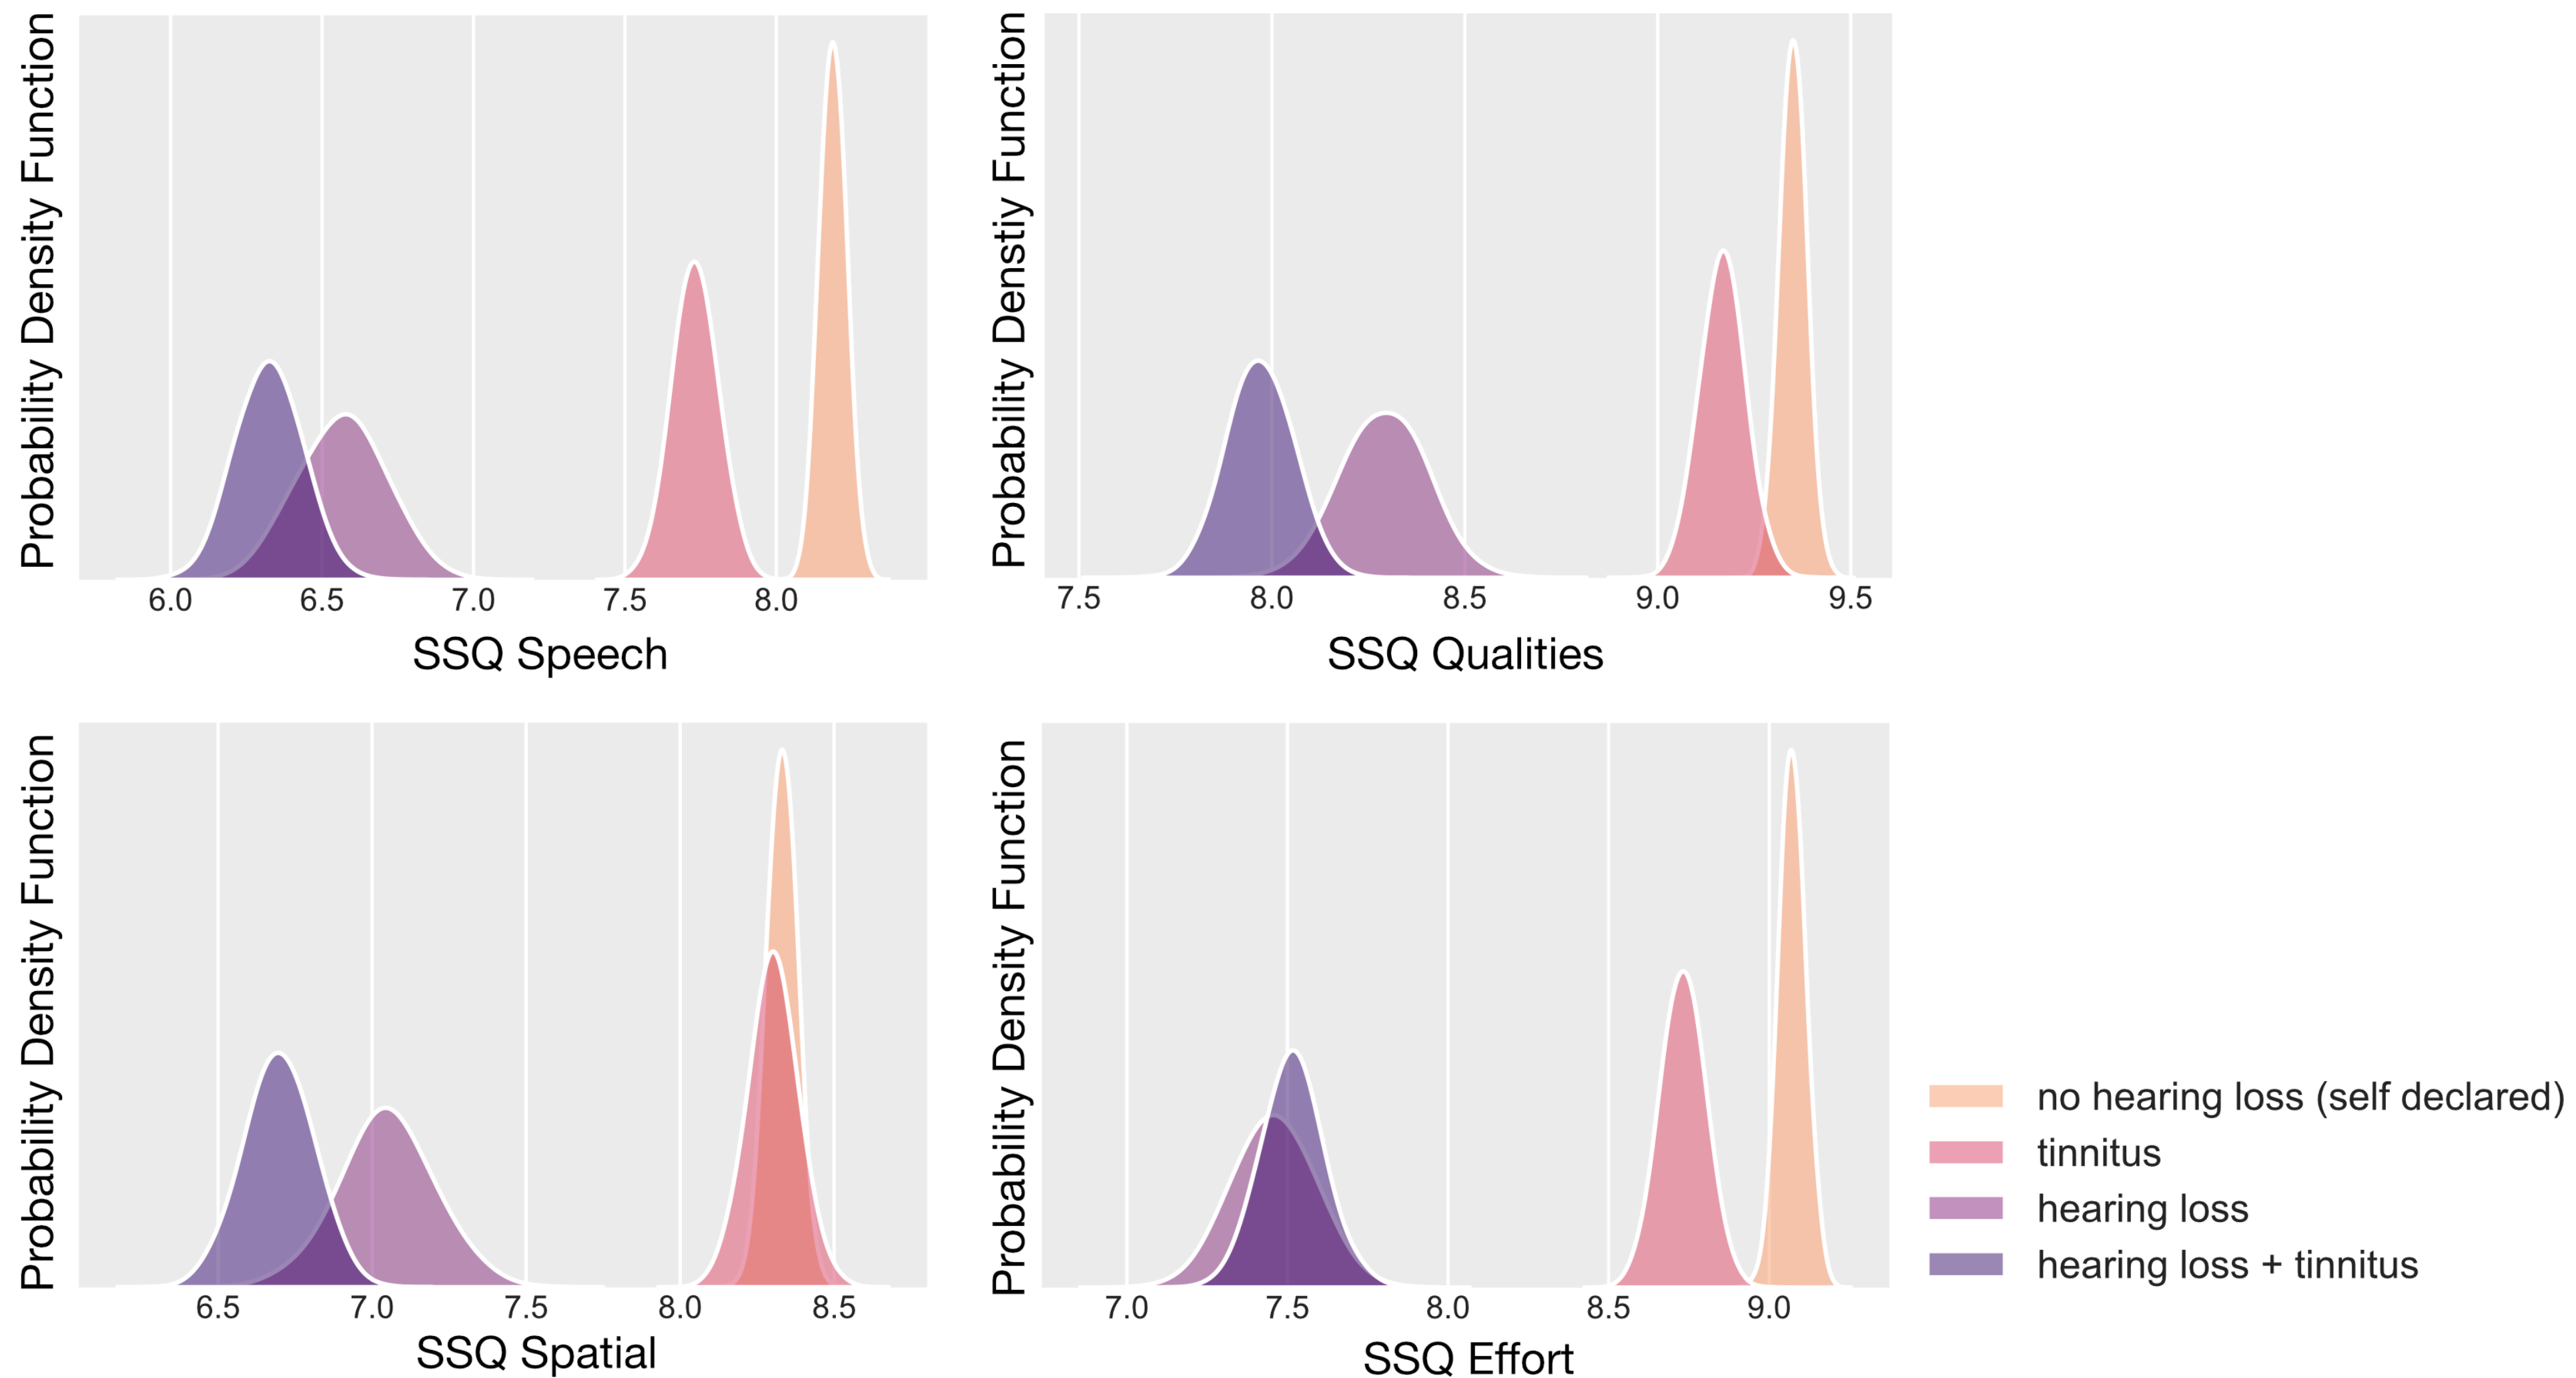 Probability Density Function
6.0 6.5 7.0 7.5 8.0
SSQ Speech
Probability Denstiy Function
7.5 8.0 8.5 9.0 9.5
SSQ Qualities
Probability Density Function
6.5 7.0 7.5 8.0 8.5
SSQ Spatial
Probability Density Function
7.0 7.5 8.0 8.5 9.0
SSQ Effort
no hearing loss (self declared)
tinnitus
hearing loss
hearing loss + tinnitus